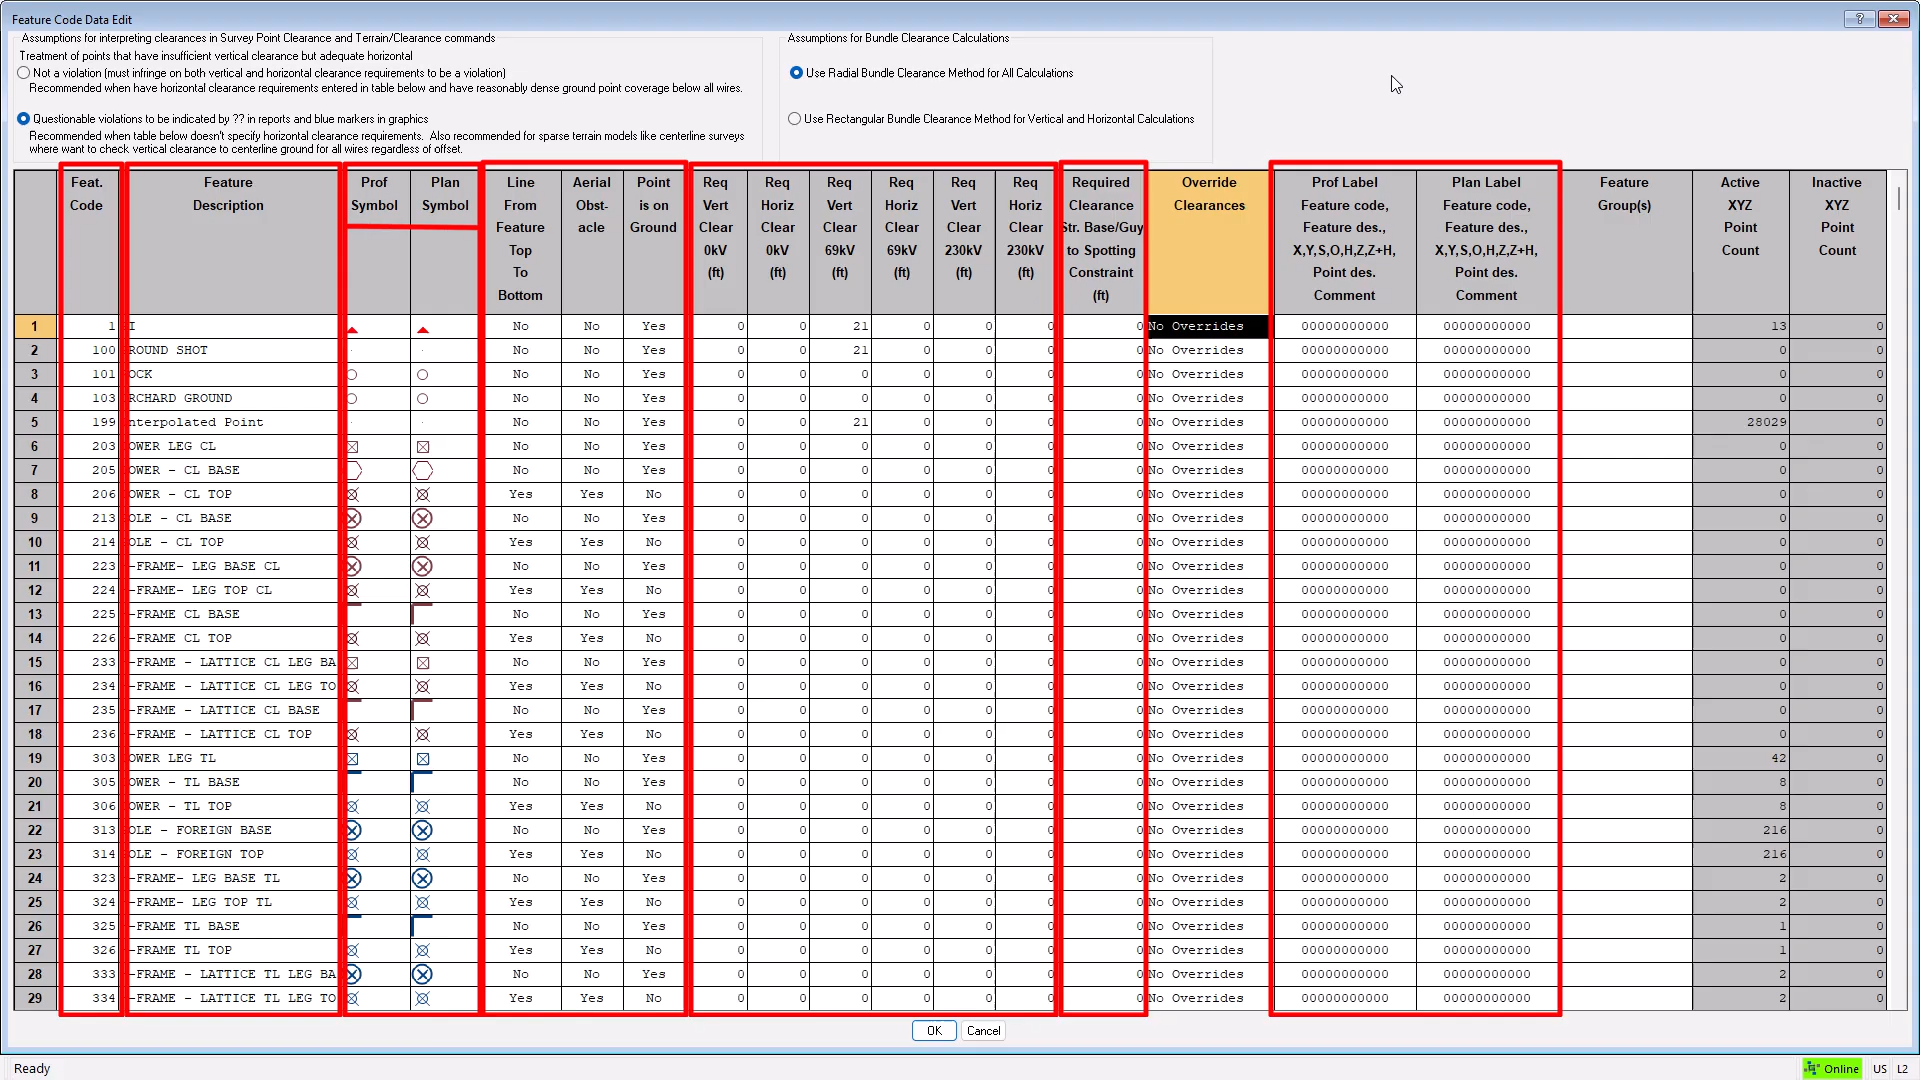 Feature Code Data Edit
Assumptions for interpreting clearances in Survey Point Clearance and Terrain/Clearance commands
Treatment of points that have insufficient vertical clearance but adequate horizontal
Not a violation (must infringe on both vertical and horizontal clearance requirements to be a violation)
Recommended when have horizontal clearance requirements entered in table below and have reasonably dense ground point coverage below all wires.
Questionable violations to be indicated by ?? in reports and blue markers in graphics
Recommended when table below doesn't specify horizontal clearance requirements. Also recommended for sparse terrain models like centerline surveys
where want to check vertical clearance to centerline ground for all wires regardless of offset.
Assumptions for Bundle Clearance Calculations
Use Radial Bundle Clearance Method for All Calculations
Use Rectangular Bundle Clearance Method for Vertical and Horizontal Calculations
Feat. Feature Prof Plan Line Aerial Point Req Req Req Req Req Req Required Override Prof Label Plan Label Feature Active Inactive
Code Description Symbol Symbol From Obst- is on Vert Horiz Vert Horiz Vert Horiz Clearance Clearances Feature code, Feature code, Group(s) XYZ XYZ
Feature acle Ground Clear Clear Clear Clear Clear Clear Str. Base/Guy Feature des., Feature des., Point Point
Top 0kV 0kV 69kV 69kV 230kV 230kV to Spotting X,Y,S,O,H,Z,Z+H, X,Y,S,O,H,Z,Z+H, Count Count
To (ft) (ft) (ft) (ft) (ft) (ft) Constraint Point des. Point des.
Bottom (ft) Comment Comment
1 1 I No No Yes 0 0 21 0 0 0 0 No Overrides 00000000000 00000000000 13 0
2 100 ROUND SHOT No No Yes 0 0 21 0 0 0 0 No Overrides 00000000000 00000000000 0 0
3 101 OCK No No Yes 0 0 0 0 0 0 0 No Overrides 00000000000 00000000000 0 0
4 103 RCHARD GROUND No No Yes 0 0 0 0 0 0 0 No Overrides 00000000000 00000000000 0 0
5 199 nterpolated Point No No Yes 0 0 21 0 0 0 0 No Overrides 00000000000 00000000000 28029 0
6 203 OWER LEG CL No No Yes 0 0 0 0 0 0 0 No Overrides 00000000000 00000000000 0 0
7 205 OWER - CL BASE No No Yes 0 0 0 0 0 0 0 No Overrides 00000000000 00000000000 0 0
8 206 OWER - CL TOP Yes Yes No 0 0 0 0 0 0 0 No Overrides 00000000000 00000000000 0 0
9 213 OLE - CL BASE No No Yes 0 0 0 0 0 0 0 No Overrides 00000000000 00000000000 0 0
10 214 OLE - CL TOP Yes Yes No 0 0 0 0 0 0 0 No Overrides 00000000000 00000000000 0 0
11 223 -FRAME- LEG BASE CL No No Yes 0 0 0 0 0 0 0 No Overrides 00000000000 00000000000 0 0
12 224 -FRAME- LEG TOP CL Yes Yes No 0 0 0 0 0 0 0 No Overrides 00000000000 00000000000 0 0
13 225 -FRAME CL BASE No No Yes 0 0 0 0 0 0 0 No Overrides 00000000000 00000000000 0 0
14 226 -FRAME CL TOP Yes Yes No 0 0 0 0 0 0 0 No Overrides 00000000000 00000000000 0 0
15 233 -FRAME - LATTICE CL LEG BA No No Yes 0 0 0 0 0 0 0 No Overrides 00000000000 00000000000 0 0
16 234 -FRAME - LATTICE CL LEG TO Yes Yes No 0 0 0 0 0 0 0 No Overrides 00000000000 00000000000 0 0
17 235 -FRAME - LATTICE CL BASE No No Yes 0 0 0 0 0 0 0 No Overrides 00000000000 00000000000 0 0
18 236 -FRAME - LATTICE CL TOP Yes Yes No 0 0 0 0 0 0 0 No Overrides 00000000000 00000000000 0 0
19 303 OWER LEG TL No No Yes 0 0 0 0 0 0 0 No Overrides 00000000000 00000000000 42 0
20 305 OWER - TL BASE No No Yes 0 0 0 0 0 0 0 No Overrides 00000000000 00000000000 8 0
21 306 OWER - TL TOP Yes Yes No 0 0 0 0 0 0 0 No Overrides 00000000000 00000000000 8 0
22 313 OLE - FOREIGN BASE No No Yes 0 0 0 0 0 0 0 No Overrides 00000000000 00000000000 216 0
23 314 OLE - FOREIGN TOP Yes Yes No 0 0 0 0 0 0 0 No Overrides 00000000000 00000000000 216 0
24 323 -FRAME- LEG BASE TL No No Yes 0 0 0 0 0 0 0 No Overrides 00000000000 00000000000 2 0
25 324 -FRAME- LEG TOP TL Yes Yes No 0 0 0 0 0 0 0 No Overrides 00000000000 00000000000 2 0
26 325 -FRAME TL BASE No No Yes 0 0 0 0 0 0 0 No Overrides 00000000000 00000000000 1 0
27 326 -FRAME TL TOP Yes Yes No 0 0 0 0 0 0 0 No Overrides 00000000000 00000000000 1 0
28 333 -FRAME - LATTICE TL LEG BA No No Yes 0 0 0 0 0 0 0 No Overrides 00000000000 00000000000 2 0
29 334 -FRAME - LATTICE TL LEG TO Yes Yes No 0 0 0 0 0 0 0 No Overrides 00000000000 00000000000 2 0
OK Cancel
Ready Online US L2